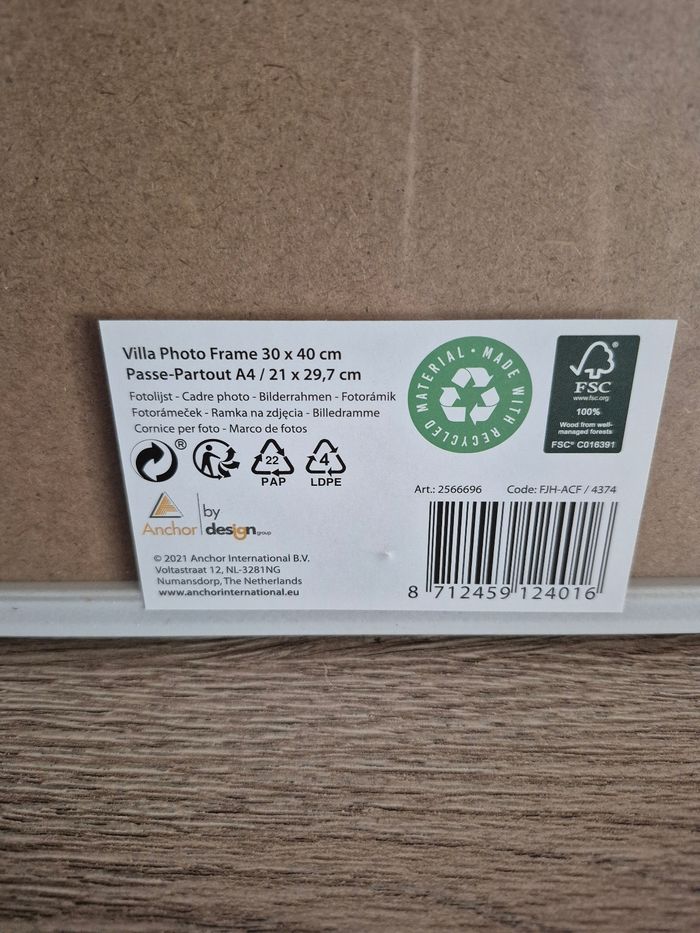 Villa Photo Frame 30 x 40 cm
Passe-Partout A4 / 21 x 29,7 cm
Fotolijst - Cadre photo - Bilderrahmen - Fotorámik
Fotorámeček - Ramka na zdjęcia - Billedramme
Cornice per foto - Marco de fotos
®
22
PAP
4
LDPE
Anchor
by
design group
© 2021 Anchor International B.V.
Voltastraat 12, NL-3281NG
Numansdorp, The Netherlands
www.anchorinternational.eu
MADE WITH RECYCLED MATERIAL
FSC
www.fsc.org
100%
Wood from well-
managed forests
FSC® C016391
Art.: 2566696 Code: FJH-ACF / 4374
8 712459 124016